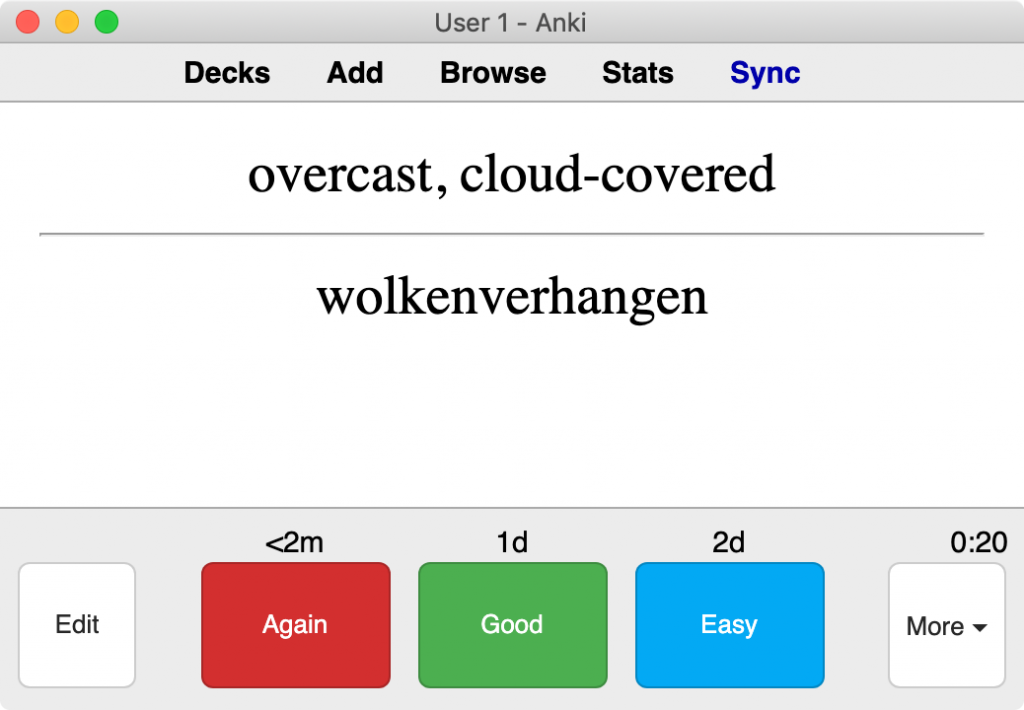 User 1 - Anki
Decks Add Browse Stats Sync
overcast, cloud-covered
wolkenverhangen
<2m 1d 2d 0:20
Edit Again Good Easy More